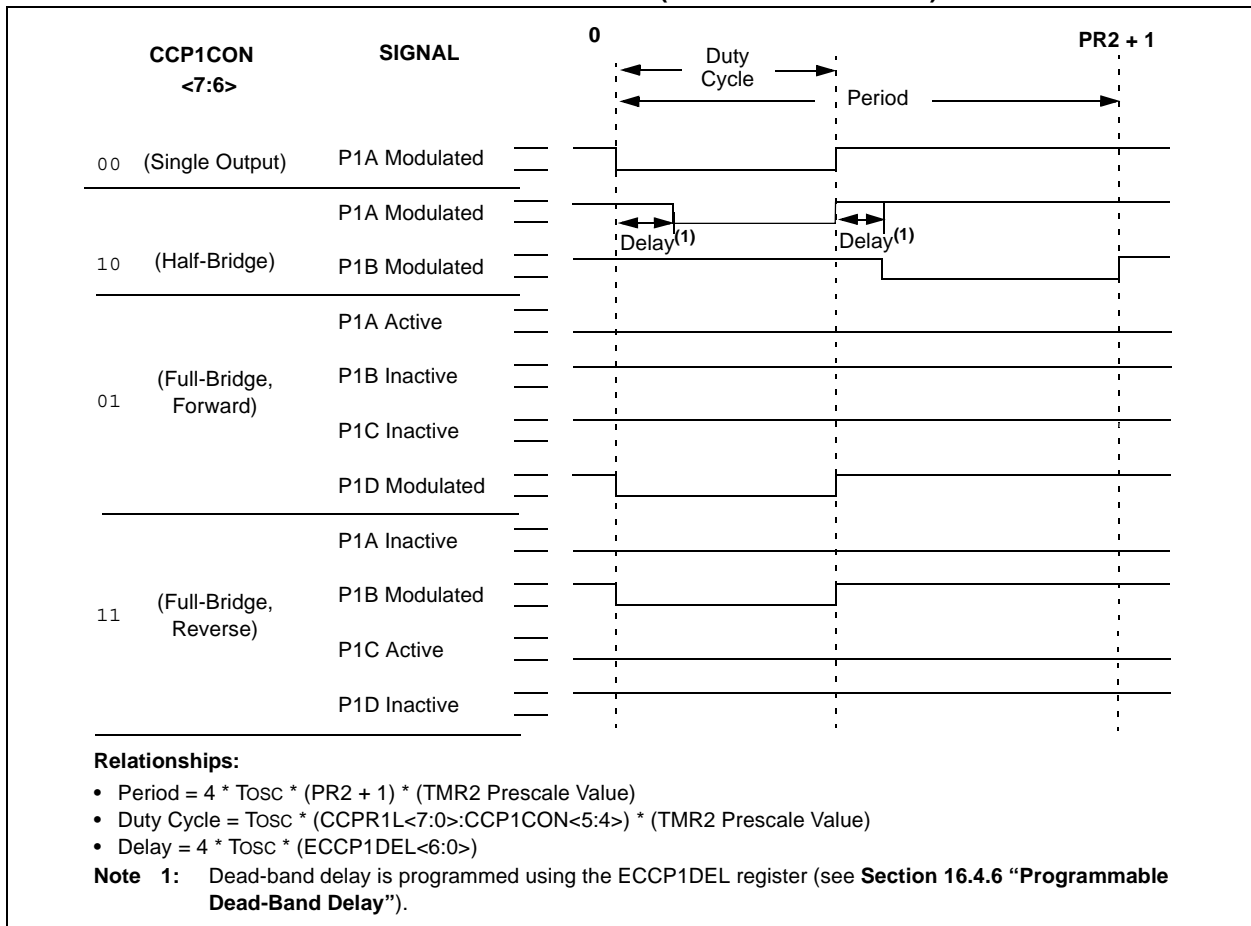 0
PR2 + 1
CCP1CON
<7:6>
SIGNAL
Duty
Cycle
Period
00 (Single Output) P1A Modulated
P1A Modulated
Delay(1) Delay(1)
10 (Half-Bridge) P1B Modulated
P1A Active
P1B Inactive
01 (Full-Bridge,
Forward)
P1C Inactive
P1D Modulated
P1A Inactive
P1B Modulated
11 (Full-Bridge,
Reverse)
P1C Active
P1D Inactive
Relationships:
• Period = 4 * TOSC * (PR2 + 1) * (TMR2 Prescale Value)
• Duty Cycle = TOSC * (CCPR1L<7:0>:CCP1CON<5:4>) * (TMR2 Prescale Value)
• Delay = 4 * TOSC * (ECCP1DEL<6:0>)
Note 1: Dead-band delay is programmed using the ECCP1DEL register (see Section 16.4.6 “Programmable
Dead-Band Delay”).